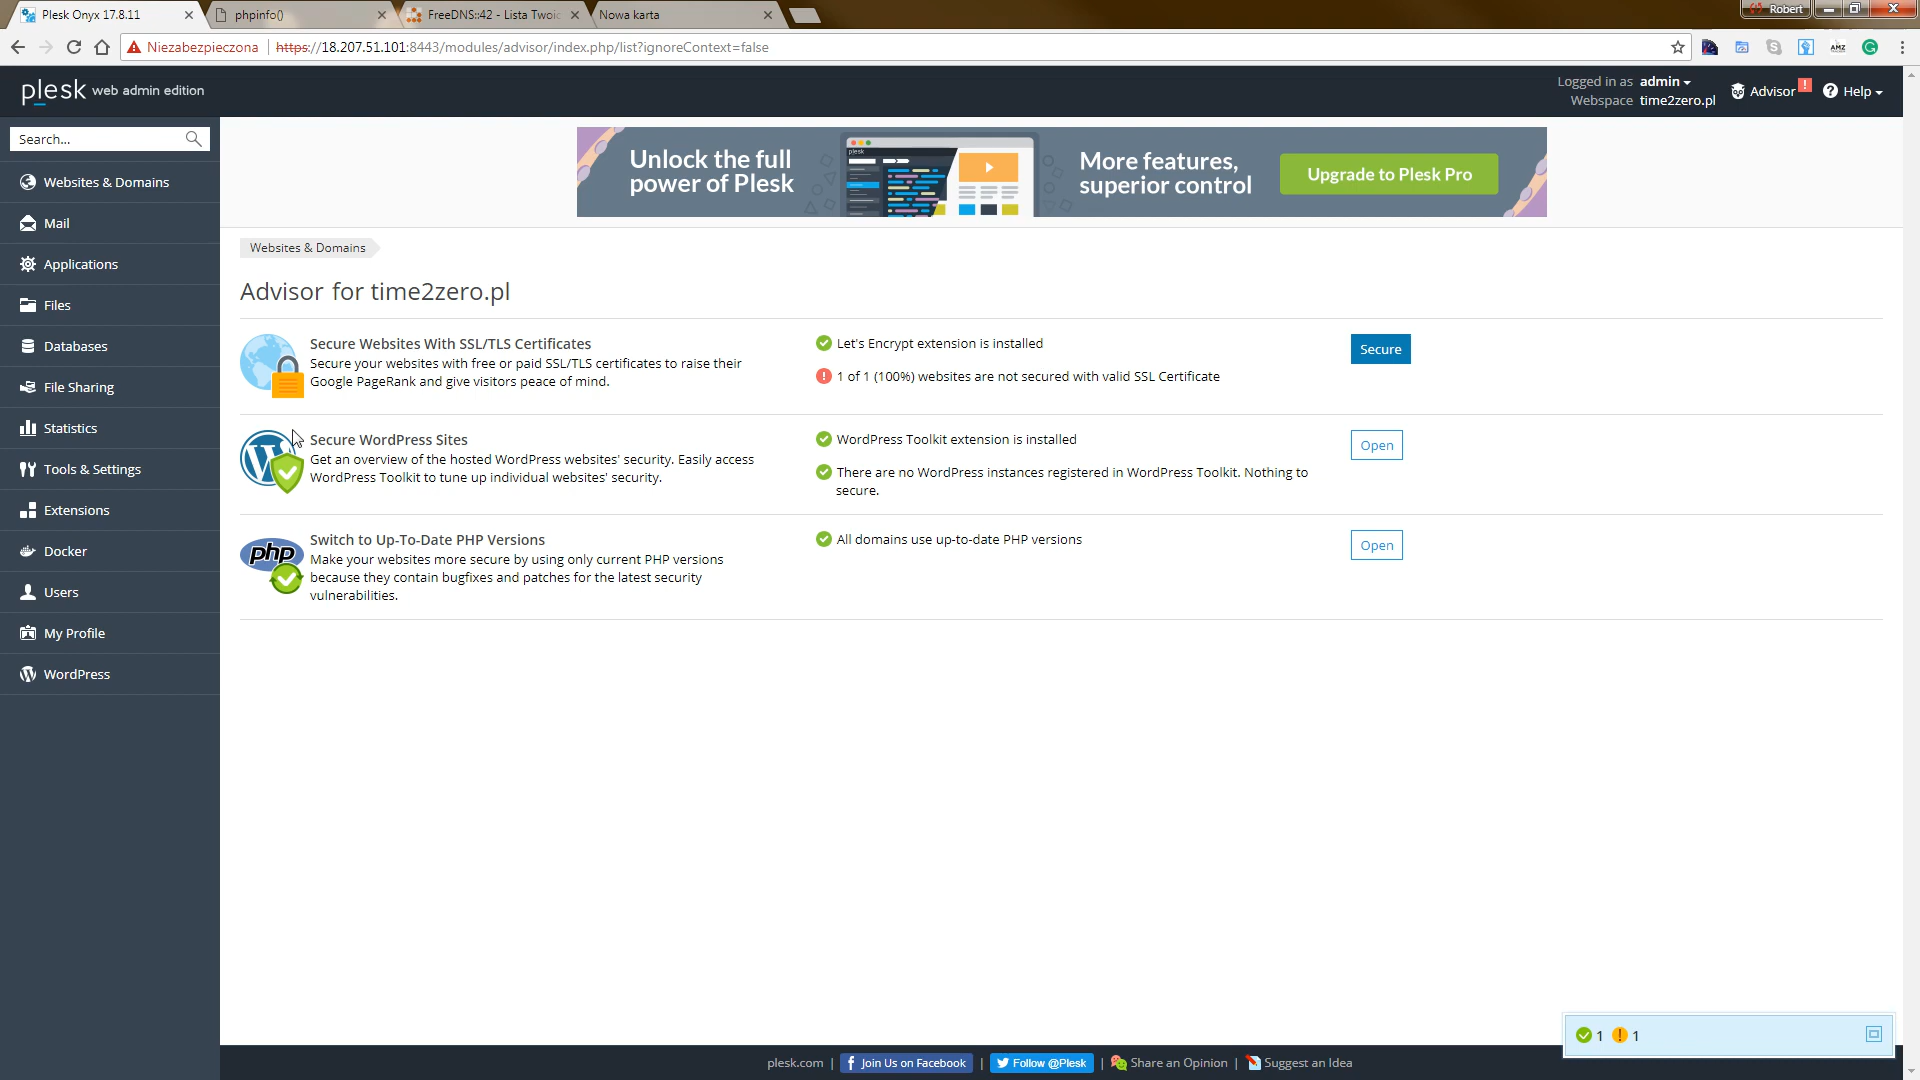 Plesk Onyx 17.8.11
phpinfo()
FreeDNS::42 - Lista Twoic
Nowa karta
Robert
Niezabezpieczona
https://18.207.51.101:8443/modules/advisor/index.php/list?ignoreContext=false
AMZ
plesk web admin edition
Logged in as admin
Webspace time2zero.pl
Advisor
Help
Search...
Websites & Domains
Mail
Applications
Files
Databases
File Sharing
Statistics
Tools & Settings
Extensions
Docker
Users
My Profile
WordPress
Unlock the full
power of Plesk
plesk
More features,
superior control
Upgrade to Plesk Pro
Websites & Domains
Advisor for time2zero.pl
Secure Websites With SSL/TLS Certificates
Secure your websites with free or paid SSL/TLS certificates to raise their
Google PageRank and give visitors peace of mind.
Let's Encrypt extension is installed
1 of 1 (100%) websites are not secured with valid SSL Certificate
Secure
Secure WordPress Sites
Get an overview of the hosted WordPress websites' security. Easily access
WordPress Toolkit to tune up individual websites' security.
WordPress Toolkit extension is installed
There are no WordPress instances registered in WordPress Toolkit. Nothing to
secure.
Open
php
Switch to Up-To-Date PHP Versions
Make your websites more secure by using only current PHP versions
because they contain bugfixes and patches for the latest security
vulnerabilities.
All domains use up-to-date PHP versions
Open
1 1
plesk.com | Join Us on Facebook | Follow @Plesk | Share an Opinion | Suggest an Idea